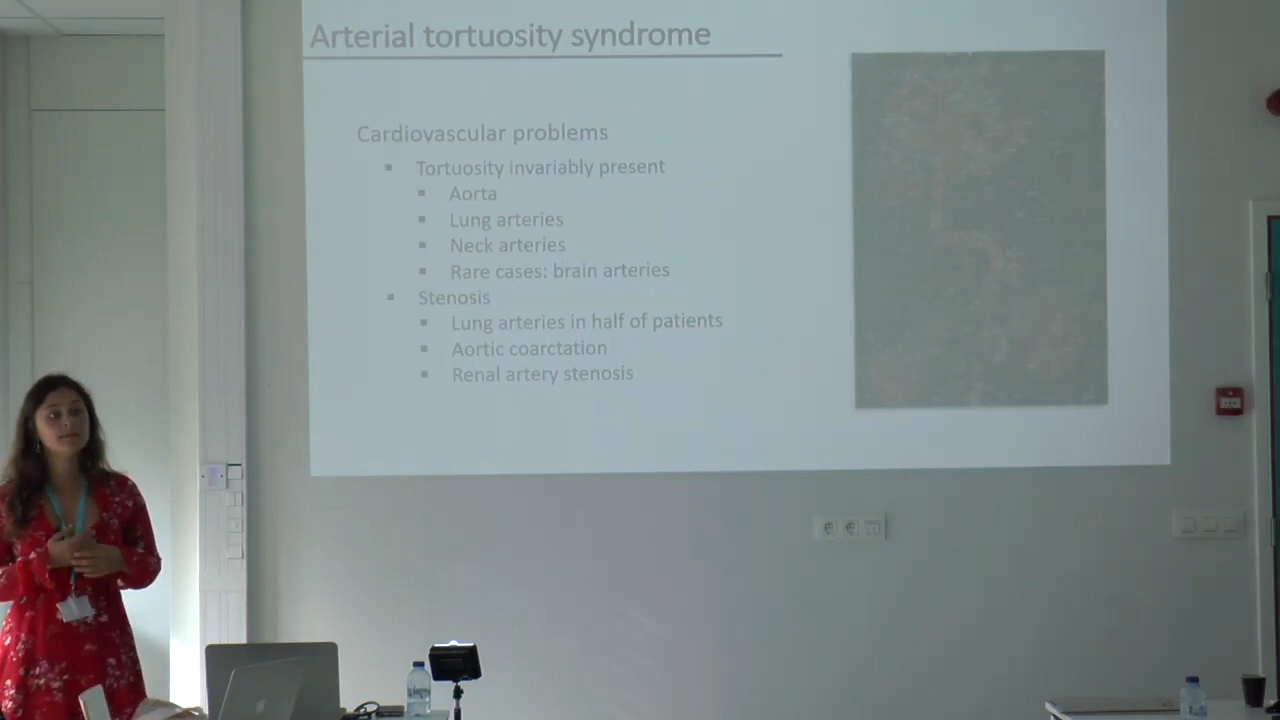 Arterial tortuosity syndrome
Cardiovascular problems
Tortuosity invariably present
Aorta
Lung arteries
Neck arteries
Rare cases: brain arteries
Stenosis
Lung arteries in half of patients
Aortic coarctation
Renal artery stenosis